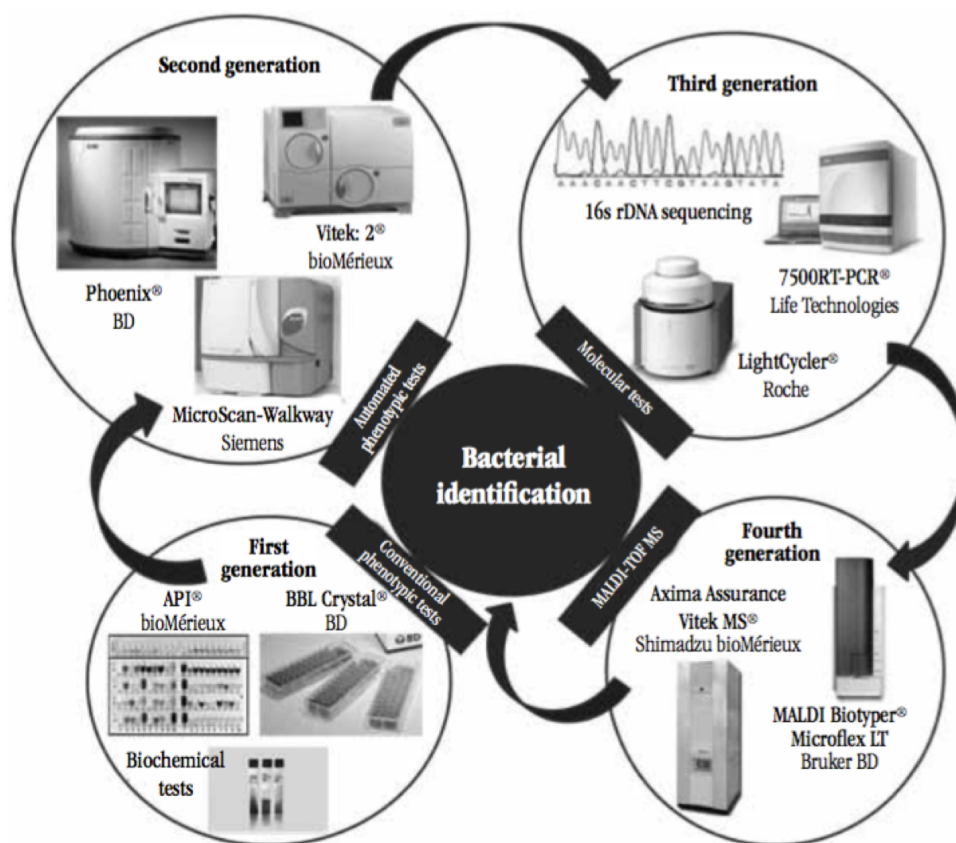 Second generation
Phoenix®
BD
Vitek: 2®
bioMérieux
MicroScan-Walkway
Siemens
Automated
phenotypic tests
Third generation
A A A C A A C T T C G T A A G T A T A
16s rDNA sequencing
7500RT-PCR®
Life Technologies
LightCycler®
Roche
Molecular tests
Bacterial
identification
First
generation
API®
bioMérieux
BBL Crystal®
BD
BD
Biochemical
tests
Conventional
phenotypic tests
MALDI-TOF MS
Fourth
generation
Axima Assurance
Vitek MS®
Shimadzu bioMérieux
MALDI Biotyper®
Microflex LT
Bruker BD